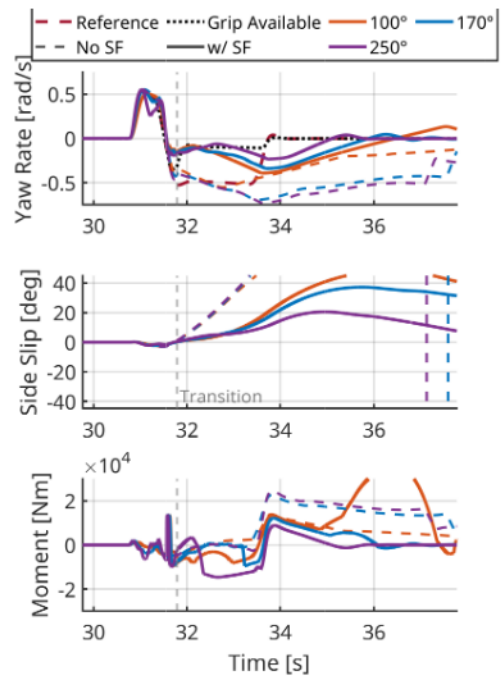 Reference Grip Available 100° 170°
No SF w/ SF 250°
Yaw Rate [rad/s]
0.5
0
-0.5
30 32 34 36
Side Slip [deg]
40
20
0
-20
-40
Transition
30 32 34 36
×10⁴
Moment [Nm]
2
0
-2
30 32 34 36
Time [s]